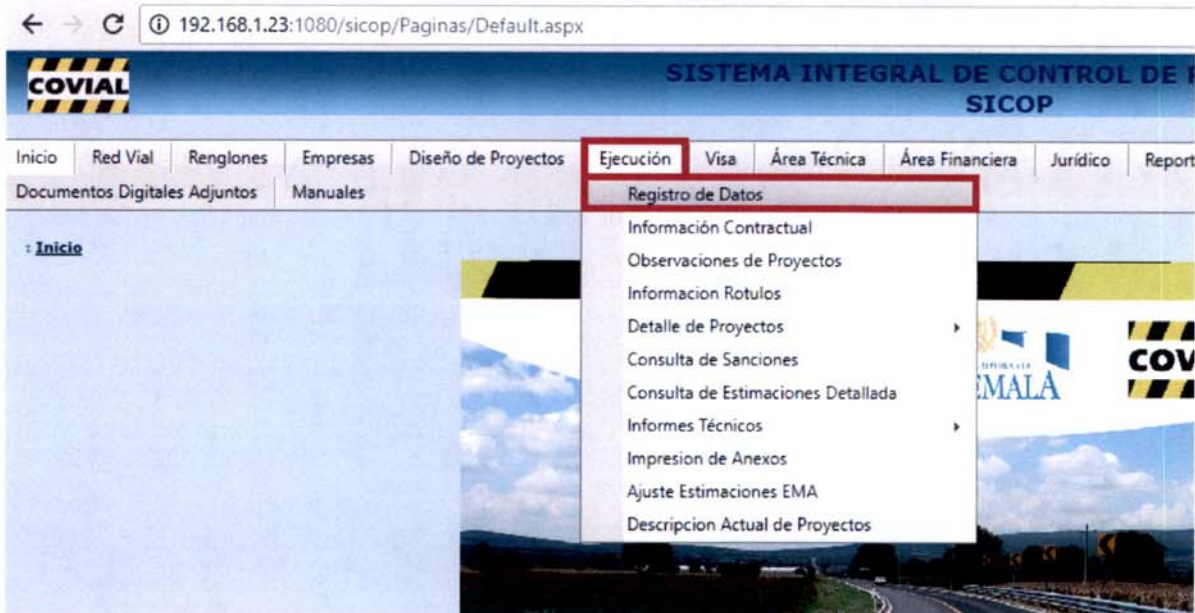 192.168.1.23:1080/sicop/Paginas/Default.aspx
COVIAL
SISTEMA INTEGRAL DE CONTROL DE
SICOP
Inicio Red Vial Renglones Empresas Diseño de Proyectos Ejecución Visa Área Técnica Área Financiera Jurídico Report
Documentos Digitales Adjuntos Manuales
: Inicio
Registro de Datos
Información Contractual
Observaciones de Proyectos
Informacion Rotulos
Detalle de Proyectos
Consulta de Sanciones
Consulta de Estimaciones Detallada
Informes Técnicos
Impresion de Anexos
Ajuste Estimaciones EMA
Descripcion Actual de Proyectos
EMALA
COV